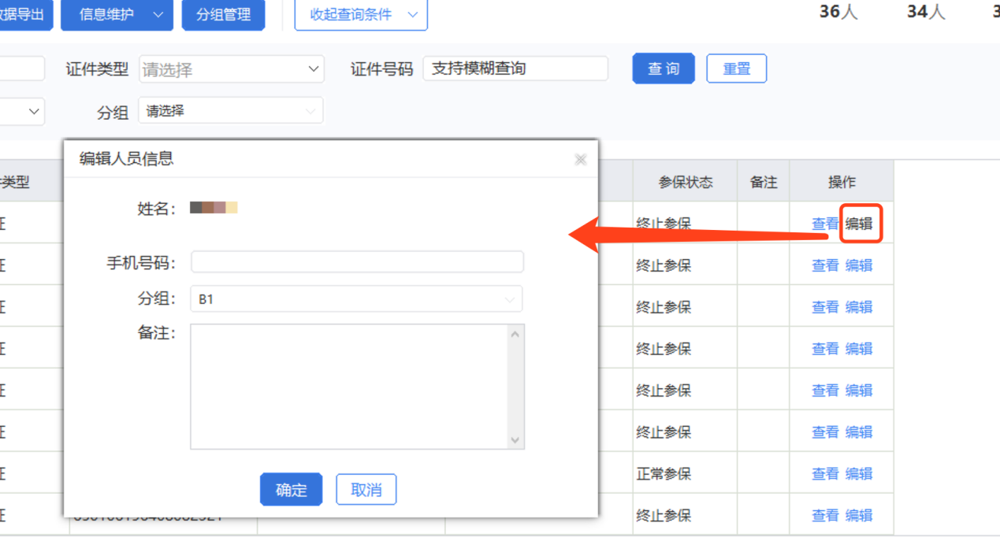 数据导出 信息维护 分组管理 收起查询条件 36人 34人 3
证件类型 请选择 证件号码 支持模糊查询 查询 重置
分组 请选择
编辑人员信息
件类型 参保状态 备注 操作
姓名:
终止参保 查看 编辑
手机号码:
终止参保 查看 编辑
分组: B1
终止参保 查看 编辑
备注:
终止参保 查看 编辑
终止参保 查看 编辑
终止参保 查看 编辑
正常参保 查看 编辑
确定 取消
终止参保 查看 编辑